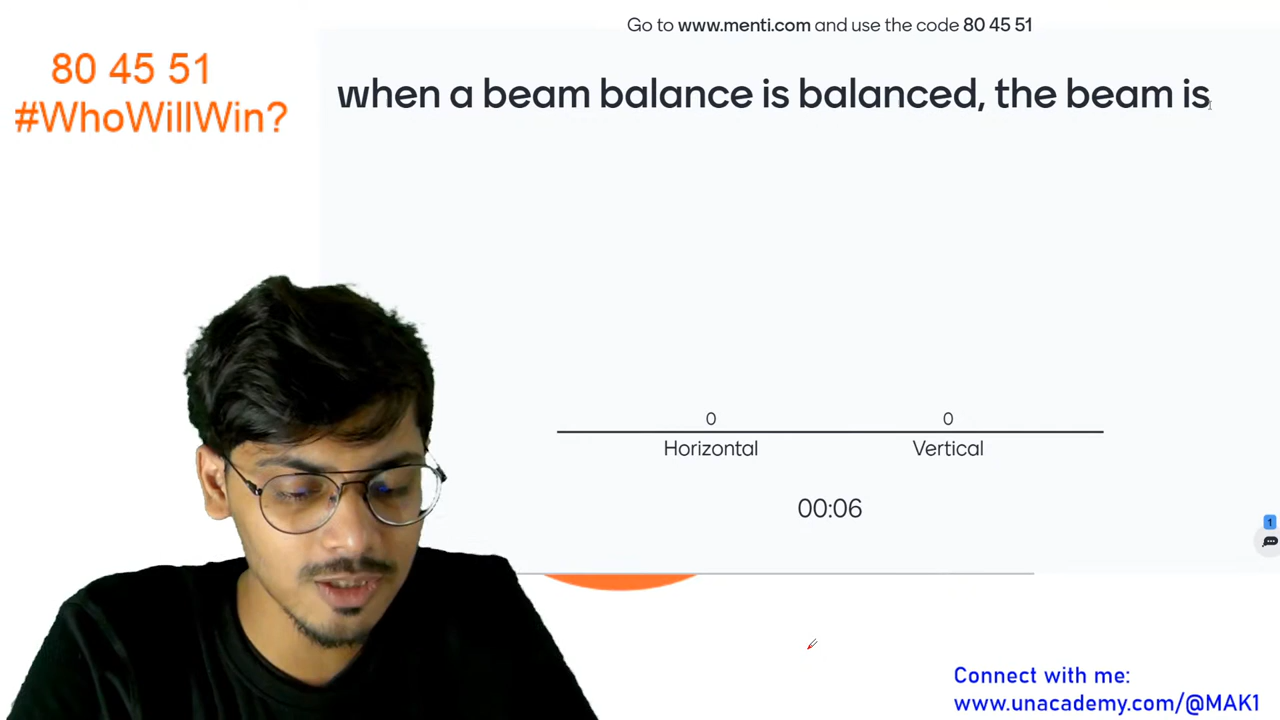 Go to www.menti.com and use the code 80 45 51
80 45 51
#WhoWillWin?
when a beam balance is balanced, the beam is
0 0
Horizontal Vertical
00:06
1
Connect with me:
www.unacademy.com/@MAK1